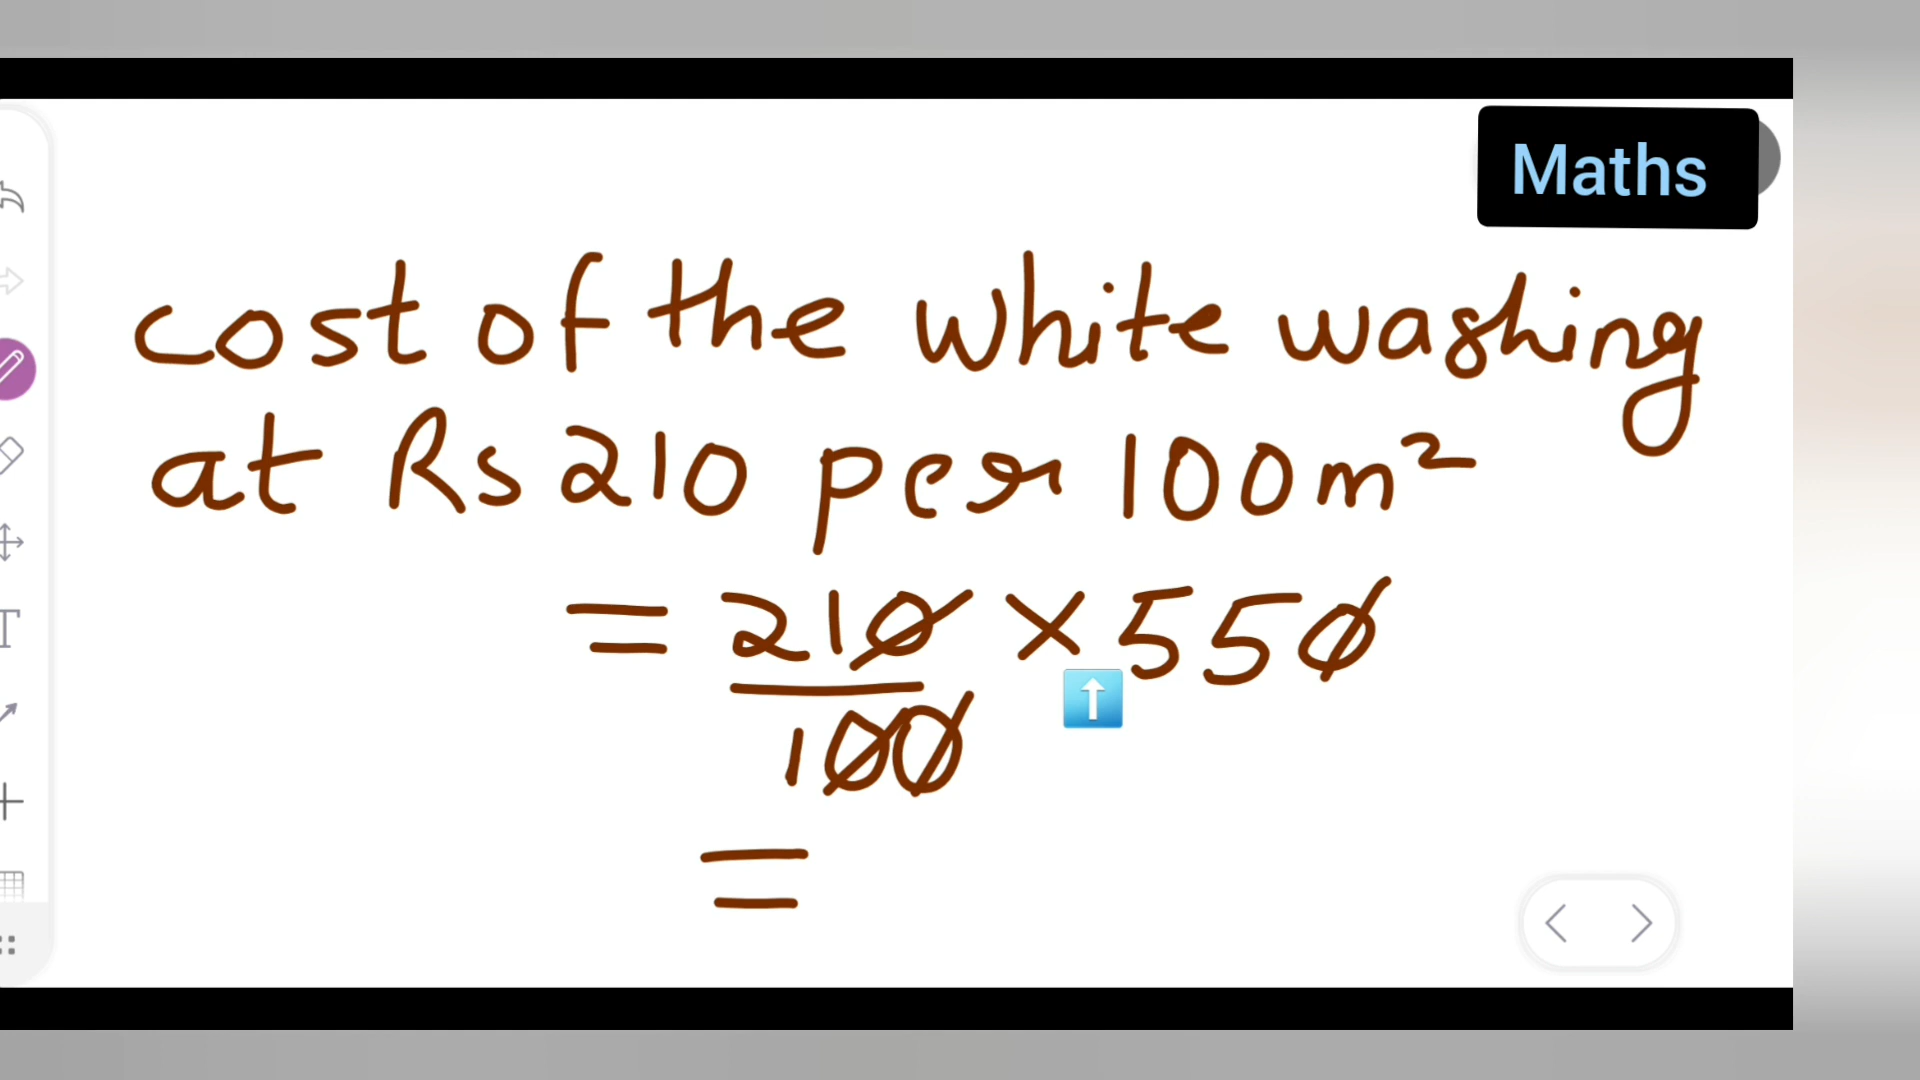 Maths
cost of the white washing
at Rs 210 per 100m²
= 210 × 550
100
=